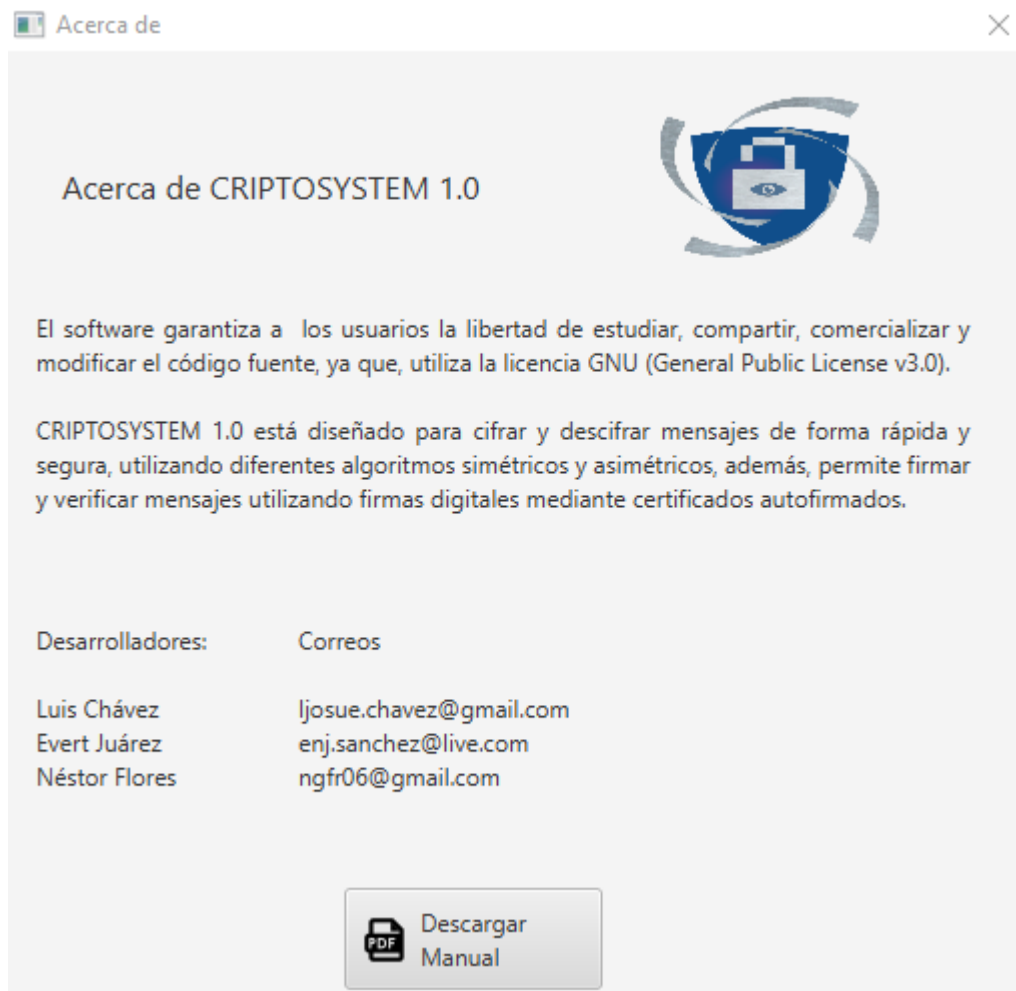 Acerca de
Acerca de CRIPTOSYSTEM 1.0
El software garantiza a  los usuarios la libertad de estudiar, compartir, comercializar y
modificar el código fuente, ya que, utiliza la licencia GNU (General Public License v3.0).
CRIPTOSYSTEM 1.0 está diseñado para cifrar y descifrar mensajes de forma rápida y
segura, utilizando diferentes algoritmos simétricos y asimétricos, además, permite firmar
y verificar mensajes utilizando firmas digitales mediante certificados autofirmados.
Desarrolladores: Correos
Luis Chávez ljosue.chavez@gmail.com
Evert Juárez enj.sanchez@live.com
Néstor Flores ngfr06@gmail.com
PDF
Descargar
Manual